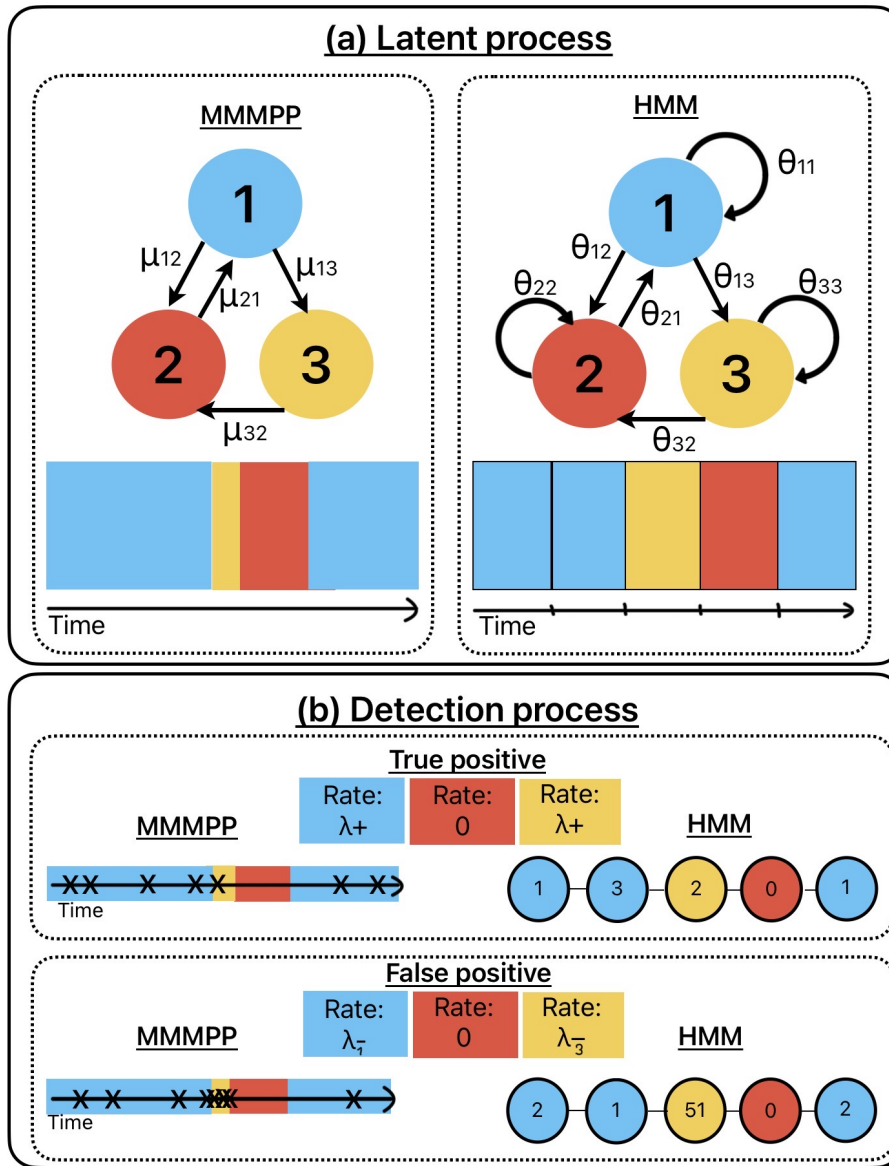 (a) Latent process
MMMPP
HMM
1
μ12
μ13
μ21
2
3
μ32
1
θ11
θ12
θ13
θ22
θ33
θ21
2
3
θ32
Time
Time
(b) Detection process
True positive
MMMPP
Rate:
λ+
Rate:
0
Rate:
λ+
HMM
X X X X X X X
Time
1 3 2 0 1
False positive
MMMPP
Rate:
λ1̄
Rate:
0
Rate:
λ3̄
HMM
Time
2 1 51 0 2